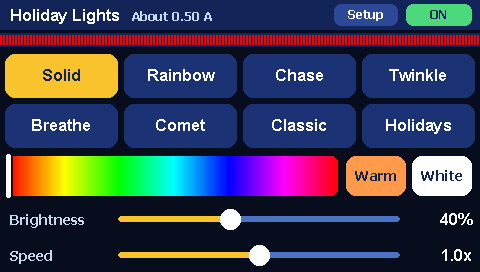 Holiday Lights About 0.50 A Setup ON
Solid Rainbow Chase Twinkle
Breathe Comet Classic Holidays
Warm White
Brightness 40%
Speed 1.0x